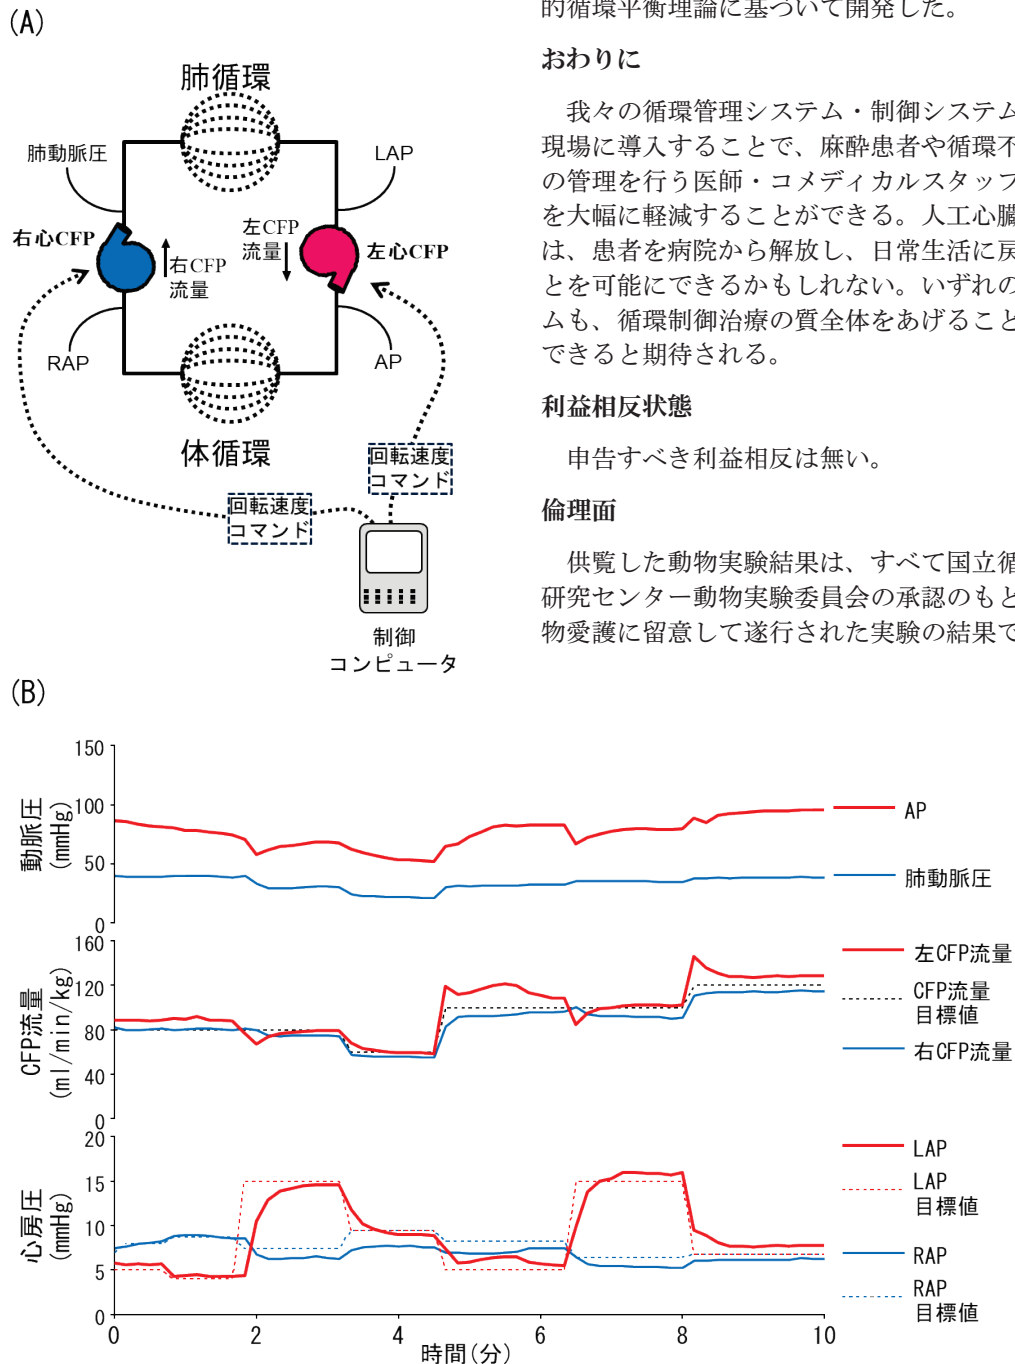 (A)
肺循環
肺動脈圧
LAP
右心CFP
右CFP
流量
左CFP
流量
左心CFP
RAP
AP
体循環
回転速度
コマンド
回転速度
コマンド
制御
コンピュータ
的循環平衡理論に基づいて開発した。
おわりに
我々の循環管理システム・制御システム
現場に導入することで、麻酔患者や循環不
の管理を行う医師・コメディカルスタッフ
を大幅に軽減することができる。人工心臓
は、患者を病院から解放し、日常生活に戻
とを可能にできるかもしれない。いずれの
ムも、循環制御治療の質全体をあげること
できると期待される。
利益相反状態
申告すべき利益相反は無い。
倫理面
供覧した動物実験結果は、すべて国立循
研究センター動物実験委員会の承認のもと
物愛護に留意して遂行された実験の結果で
(B)
動脈圧
(mmHg)
150
100
50
0
AP
肺動脈圧
CFP流量
(ml/min/kg)
160
120
80
40
0
左CFP流量
CFP流量
目標値
右CFP流量
心房圧
(mmHg)
20
15
10
5
0
LAP
LAP
目標値
RAP
RAP
目標値
0 2 4 6 8 10
時間(分)